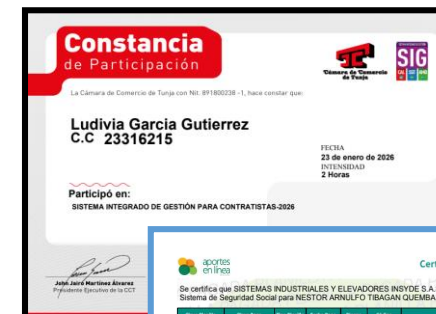 Constancia
de Participación
Cámara de Comercio
de Tunja
SIG
La Cámara de Comercio de Tunja con Nit. 891800238 -1, hace constar que:
Ludivia Garcia Gutierrez
C.C 23316215
FECHA
23 de enero de 2026
INTENSIDAD
2 Horas
Participó en:
SISTEMA INTEGRADO DE GESTIÓN PARA CONTRATISTAS-2026
John Jairo Martínez Álvarez
Presidente Ejecutivo de la CCT
aportes
en línea
Cert
Se certifica que SISTEMAS INDUSTRIALES Y ELEVADORES INSYDE S.A.
Sistema de Seguridad Social para NESTOR ARNULFO TIBAGAN QUEMBA